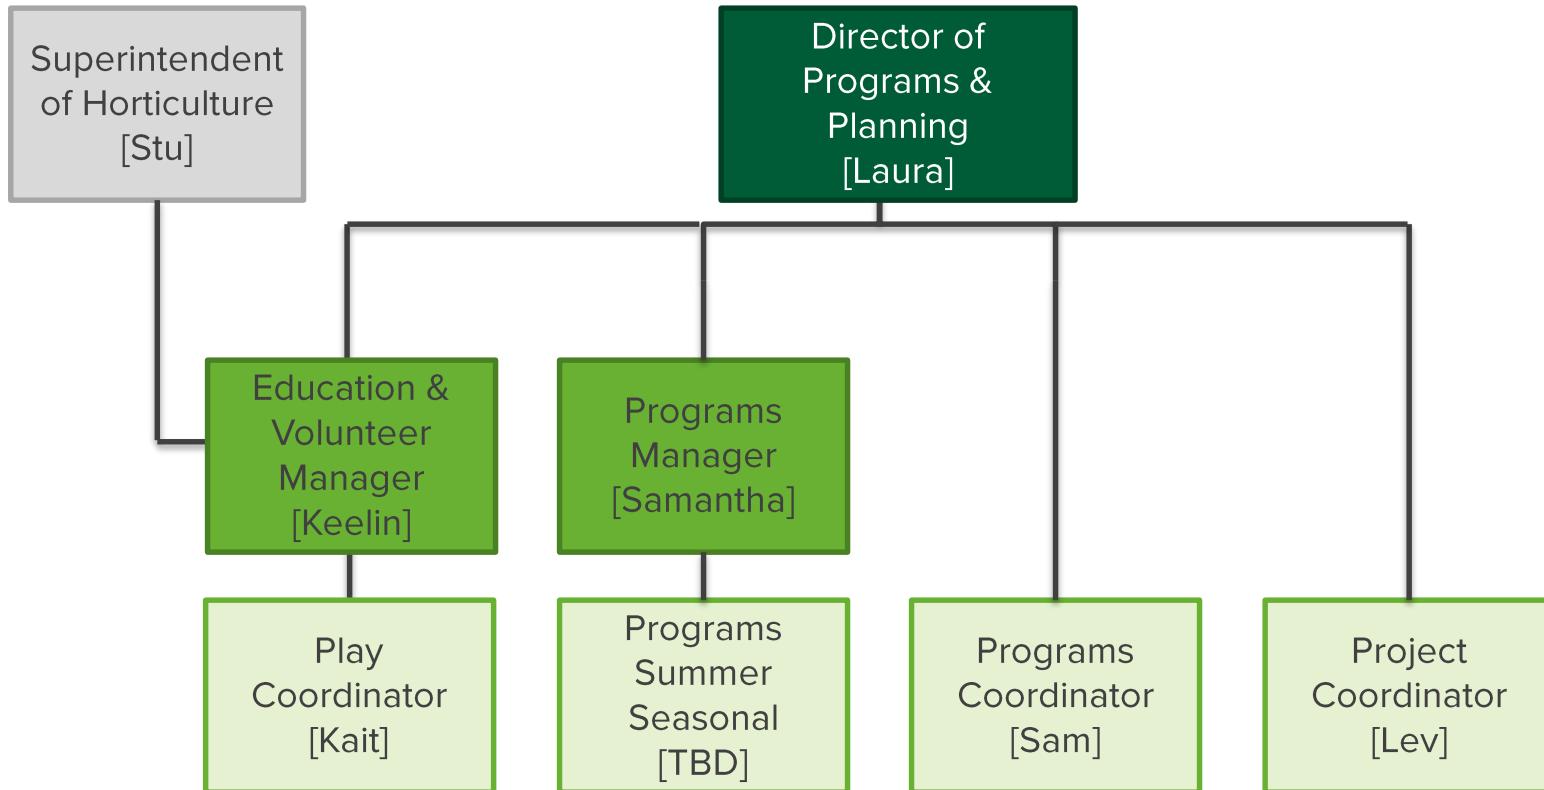 Superintendent
of Horticulture
[Stu]
Director of
Programs &
Planning
[Laura]
Education &
Volunteer
Manager
[Keelin]
Programs
Manager
[Samantha]
Play
Coordinator
[Kait]
Programs
Summer
Seasonal
[TBD]
Programs
Coordinator
[Sam]
Project
Coordinator
[Lev]